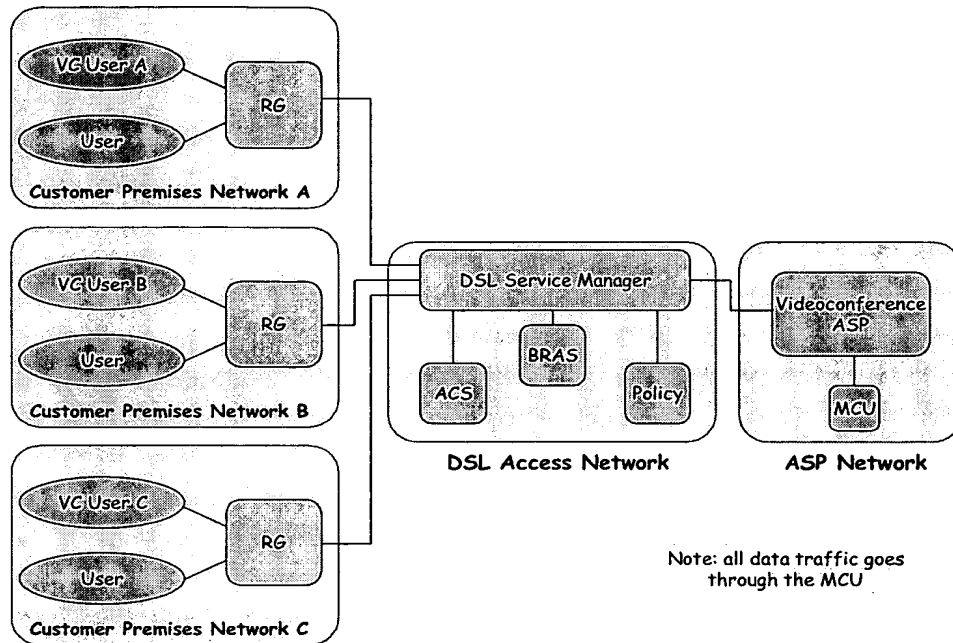 VC User A
User
RG
Customer Premises Network A
VC User B
User
RG
Customer Premises Network B
VC User C
User
RG
Customer Premises Network C
DSL Service Manager
ACS
BRAS
Policy
DSL Access Network
Videoconference
ASP
MCU
ASP Network
Note: all data traffic goes
through the MCU